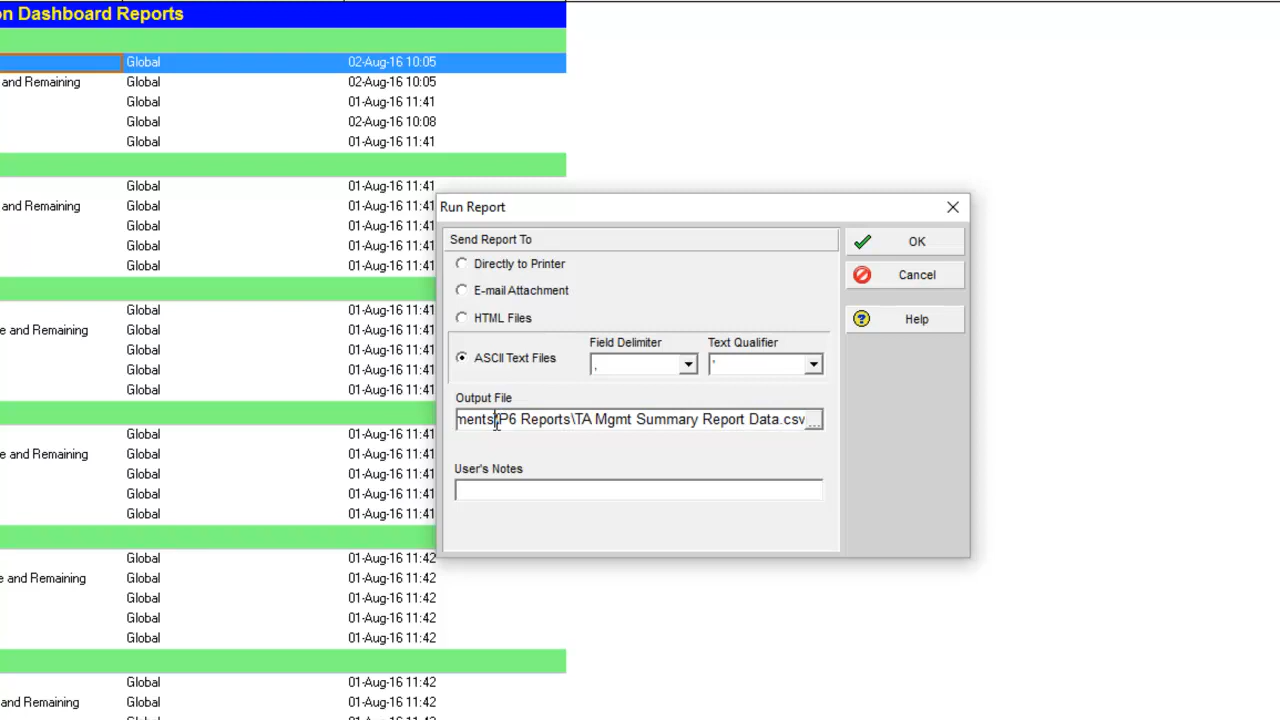 on Dashboard Reports
Global 02-Aug-16 10:05
and Remaining Global 02-Aug-16 10:05
Global 01-Aug-16 11:41
Global 02-Aug-16 10:08
Global 01-Aug-16 11:41
Global 01-Aug-16 11:41
and Remaining Global 01-Aug-16 11:41
Global 01-Aug-16 11:41
Global 01-Aug-16 11:41
Global 01-Aug-16 11:41
Global 01-Aug-16 11:41
e and Remaining Global 01-Aug-16 11:41
Global 01-Aug-16 11:41
Global 01-Aug-16 11:41
Global 01-Aug-16 11:41
Global 01-Aug-16 11:41
e and Remaining Global 01-Aug-16 11:41
Global 01-Aug-16 11:41
Global 01-Aug-16 11:41
Global 01-Aug-16 11:41
Global 01-Aug-16 11:42
e and Remaining Global 01-Aug-16 11:42
Global 01-Aug-16 11:42
Global 01-Aug-16 11:42
Global 01-Aug-16 11:42
Global 01-Aug-16 11:42
and Remaining Global 01-Aug-16 11:42
Run Report
Send Report To
Directly to Printer
E-mail Attachment
HTML Files
Field Delimiter Text Qualifier
ASCII Text Files , '
Output File
ments\P6 Reports\TA Mgmt Summary Report Data.csv ...
User's Notes
OK
Cancel
Help